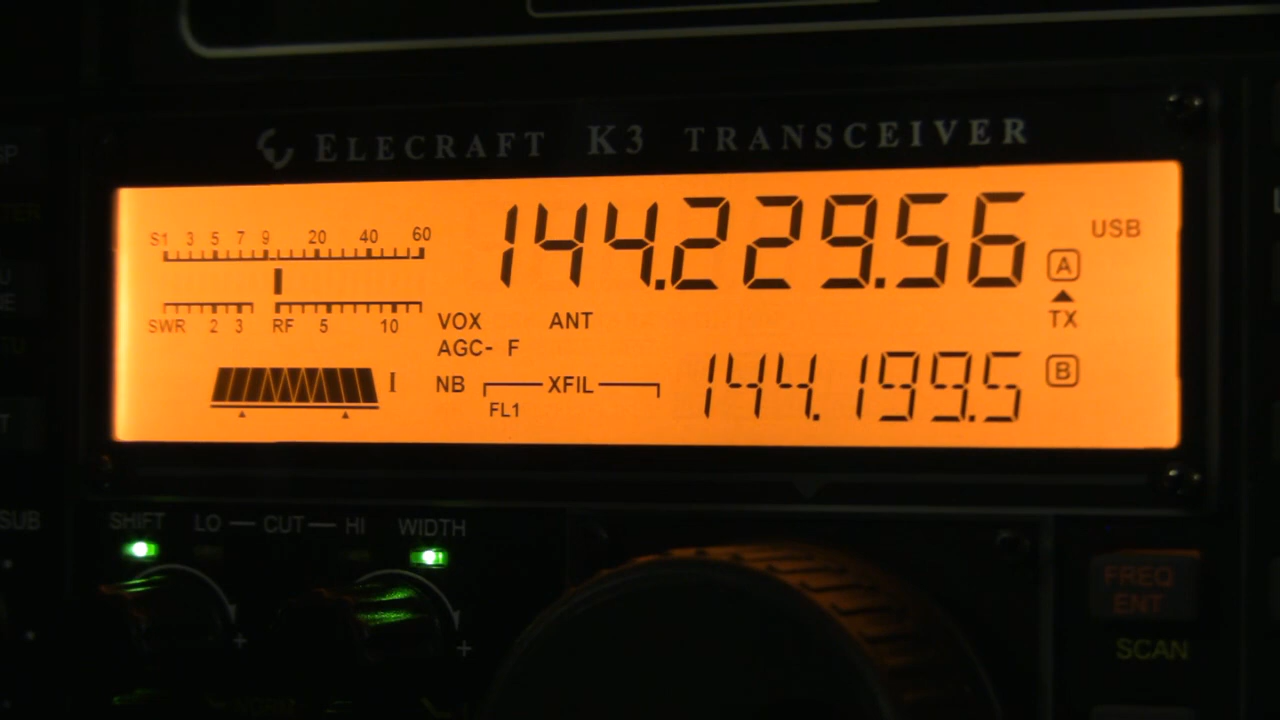 ELECRAFT K3 TRANSCEIVER
S1 3 5 7 9 20 40 60
144.229.56
USB
A
SWR 2 3 RF 5 10
VOX ANT
TX
AGC- F
I NB XFIL
144.199.5
B
FL1
SUB
SHIFT LO CUT HI WIDTH
+ +
FREQ
ENT
SCAN